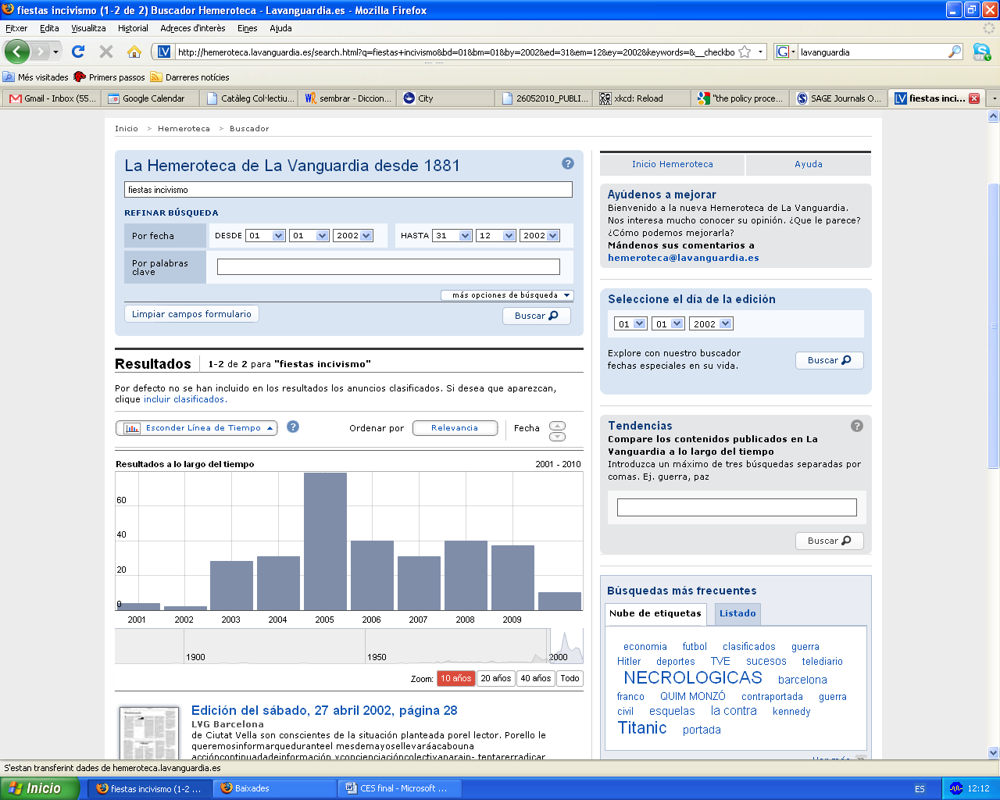 fiestas incivismo (1-2 de 2) Buscador Hemeroteca - Lavanguardia.es - Mozilla Firefox
Fitxer Edita Visualitza Historial Adreces d'interès Eines Ajuda
http://hemeroteca.lavanguardia.es/search.html?q=fiestas+incivismo&bd=01&bm=01&by=2002&ed=31&em=12&ey=2002&keywords=&__checkbo
lavanguardia
Més visitades Primers passos Darreres notícies
Gmail - Inbox (55... Google Calendar Catàleg Col·lectiu... sembrar - Diccion... City 26052010_PUBLI... xkcd: Reload "the policy proce... SAGE Journals O... fiestas inci...
Inicio > Hemeroteca > Buscador
La Hemeroteca de La Vanguardia desde 1881
fiestas incivismo
REFINAR BÚSQUEDA
Por fecha DESDE 01 01 2002 HASTA 31 12 2002
Por palabras
clave
más opciones de búsqueda
Limpiar campos formulario Buscar
Resultados 1-2 de 2 para "fiestas incivismo"
Por defecto no se han incluido en los resultados los anuncios clasificados. Si desea que aparezcan,
clique incluir clasificados.
Esconder Línea de Tiempo Ordenar por Relevancia Fecha
Resultados a lo largo del tiempo 2001 - 2010
60
40
20
0
2001 2002 2003 2004 2005 2006 2007 2008 2009
1900 1950 2000
Zoom: 10 años 20 años 40 años Todo
Edición del sábado, 27 abril 2002, página 28
LVG Barcelona
de Ciutat Vella son conscientes de la situación planteada porel lector. Porello le
queremosinformarqueduranteel mesdemayosellevaráacabouna
accióncontinuadadeinformación yconcienciacióncolectivaparain- tentarerradicar
Inicio Hemeroteca Ayuda
Ayúdenos a mejorar
Bienvenido a la nueva Hemeroteca de La Vanguardia.
Nos interesa mucho conocer su opinión. ¿Que le parece?
¿Cómo podemos mejorarla?
Mándenos sus comentarios a
hemeroteca@lavanguardia.es
Seleccione el día de la edición
01 01 2002
Explore con nuestro buscador
fechas especiales en su vida.
Buscar
Tendencias
Compare los contenidos publicados en La
Vanguardia a lo largo del tiempo
Introduzca un máximo de tres búsquedas separadas por
comas. Ej. guerra, paz
Buscar
Búsquedas más frecuentes
Nube de etiquetas Listado
economia futbol clasificados guerra
Hitler deportes TVE sucesos telediario
NECROLOGICAS barcelona
franco QUIM MONZÓ contraportada guerra
civil esquelas la contra kennedy
Titanic portada
Ver más
S'estan transferint dades de hemeroteca.lavanguardia.es
Inicio fiestas incivismo (1-2 ... Baixades CES final - Microsoft ... ES 12:12